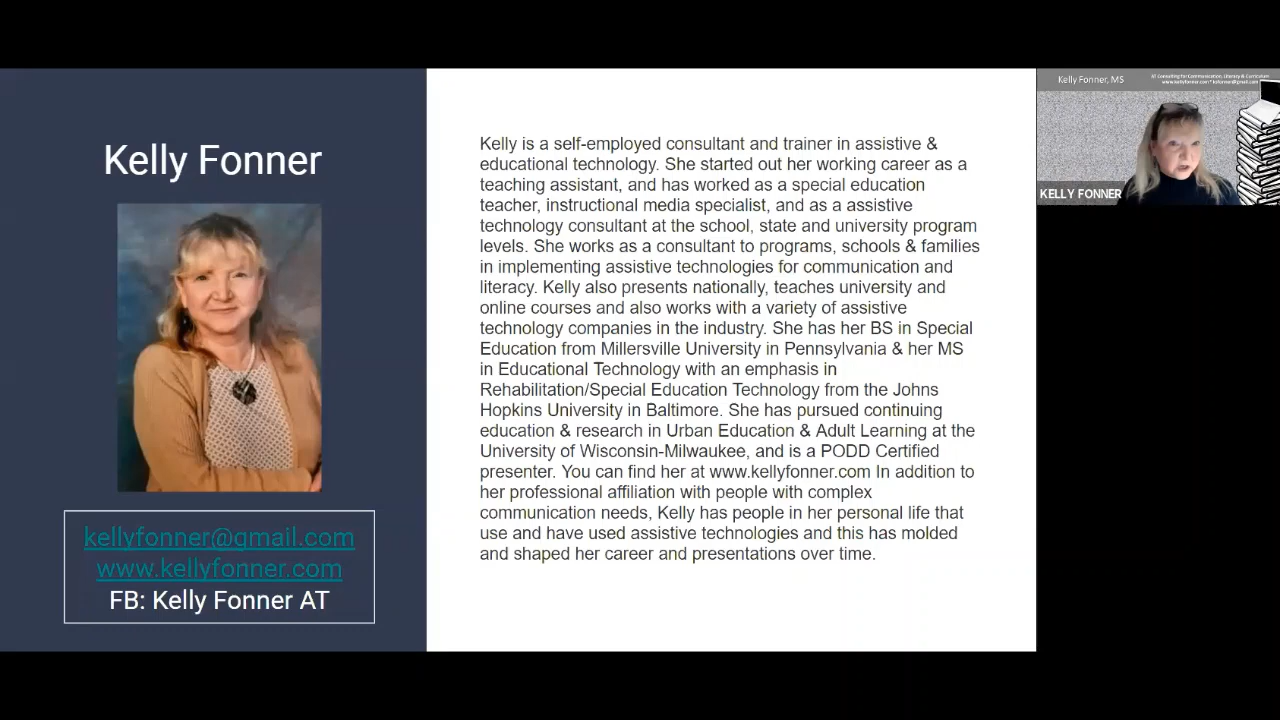 Kelly Fonner
kellyfonner@gmail.com
www.kellyfonner.com
FB: Kelly Fonner AT
Kelly is a self-employed consultant and trainer in assistive &
educational technology. She started out her working career as a
teaching assistant, and has worked as a special education
teacher, instructional media specialist, and as a assistive
technology consultant at the school, state and university program
levels. She works as a consultant to programs, schools & families
in implementing assistive technologies for communication and
literacy. Kelly also presents nationally, teaches university and
online courses and also works with a variety of assistive
technology companies in the industry. She has her BS in Special
Education from Millersville University in Pennsylvania & her MS
in Educational Technology with an emphasis in
Rehabilitation/Special Education Technology from the Johns
Hopkins University in Baltimore. She has pursued continuing
education & research in Urban Education & Adult Learning at the
University of Wisconsin-Milwaukee, and is a PODD Certified
presenter. You can find her at www.kellyfonner.com In addition to
her professional affiliation with people with complex
communication needs, Kelly has people in her personal life that
use and have used assistive technologies and this has molded
and shaped her career and presentations over time.
Kelly Fonner, MS
AT Consulting for Communication, Literacy & Curriculum
www.kellyfonner.com
KELLY FONNER